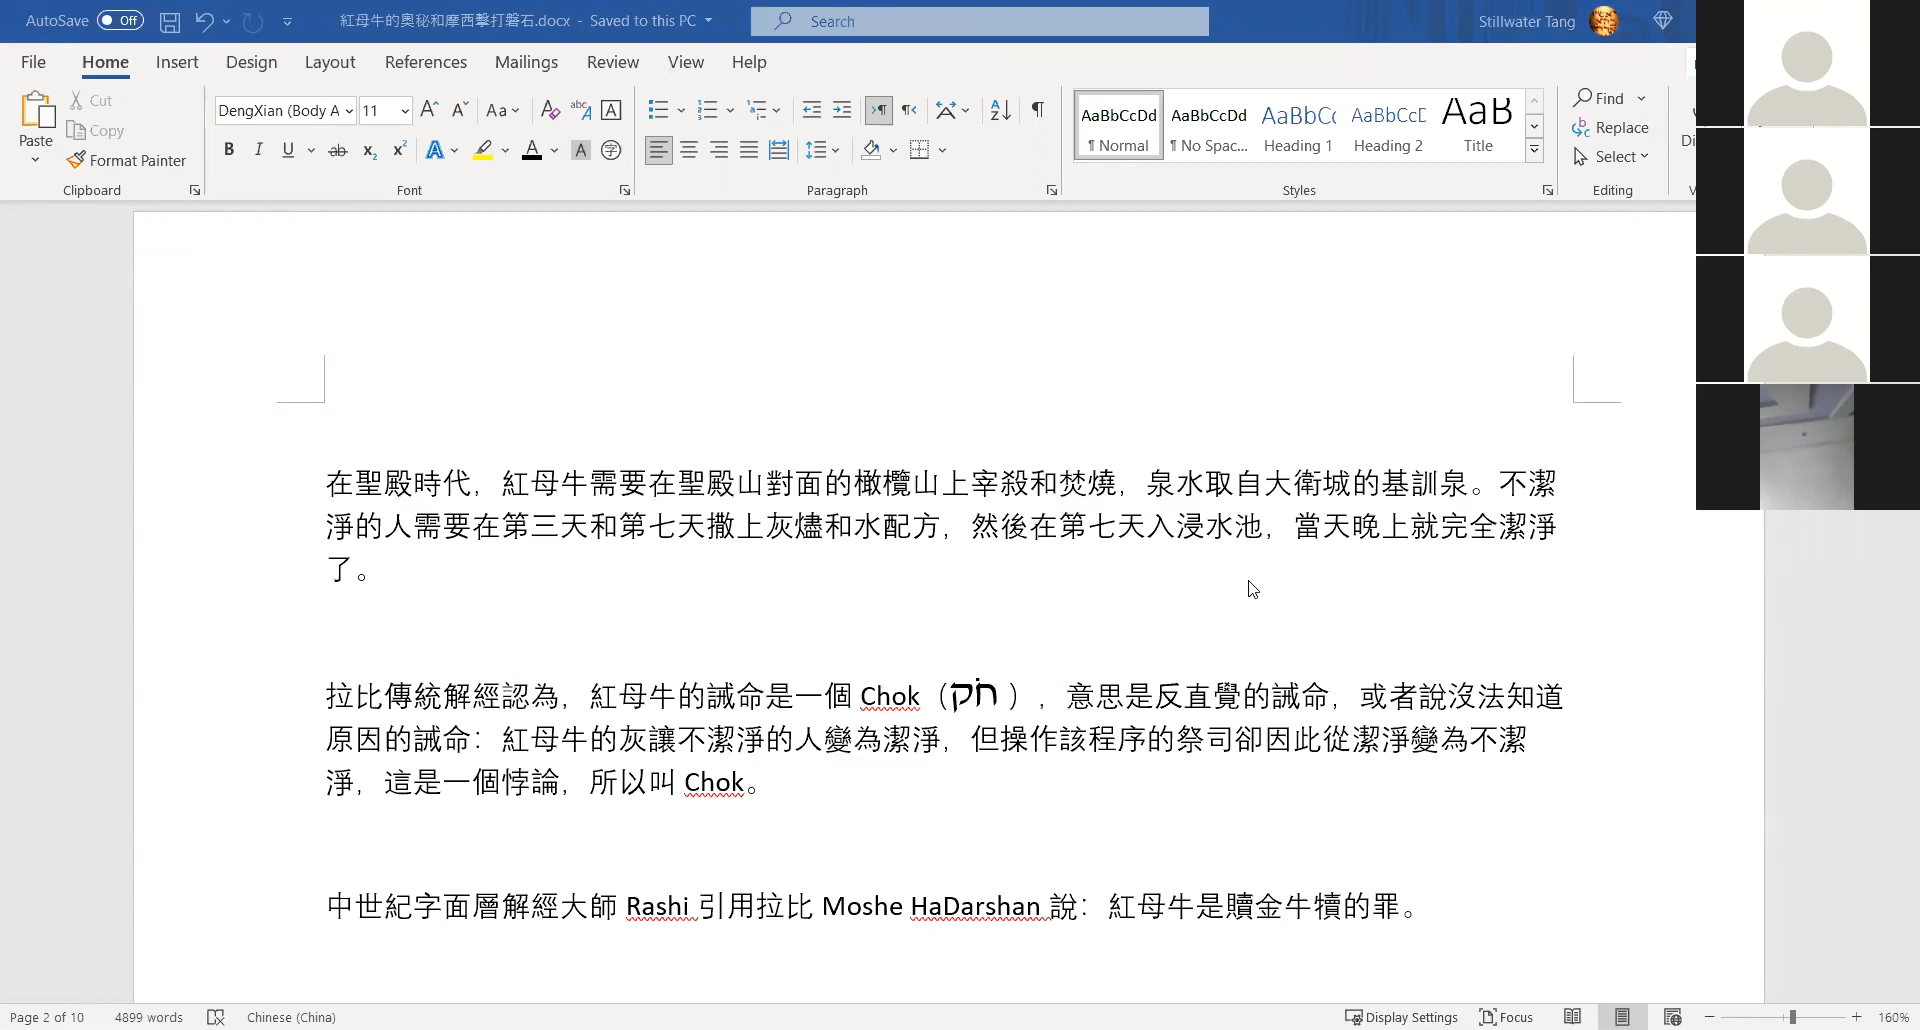 AutoSave Off 紅母牛的奧秘和摩西擊打磐石.docx - Saved to this PC Search Stillwater Tang
File Home Insert Design Layout References Mailings Review View Help
Paste Cut Copy Format Painter Clipboard
DengXian (Body A 11 Aa Font
Paragraph
AaBbCcDd ¶ Normal AaBbCcDd ¶ No Spac... AaBbCc Heading 1 AaBbCcD Heading 2 AaB Title Styles
Find Replace Select Editing
在聖殿時代，紅母牛需要在聖殿山對面的橄欖山上宰殺和焚燒，泉水取自大衛城的基訓泉。不潔
淨的人需要在第三天和第七天撒上灰燼和水配方，然後在第七天入浸水池，當天晚上就完全潔淨
了。
拉比傳統解經認為，紅母牛的誡命是一個 Chok（חֹק），意思是反直覺的誡命，或者說沒法知道
原因的誡命：紅母牛的灰讓不潔淨的人變為潔淨，但操作該程序的祭司卻因此從潔淨變為不潔
淨，這是一個悖論，所以叫 Chok。
中世紀字面層解經大師 Rashi 引用拉比 Moshe HaDarshan 說：紅母牛是贖金牛犢的罪。
Page 2 of 10 4899 words Chinese (China) Display Settings Focus 160%